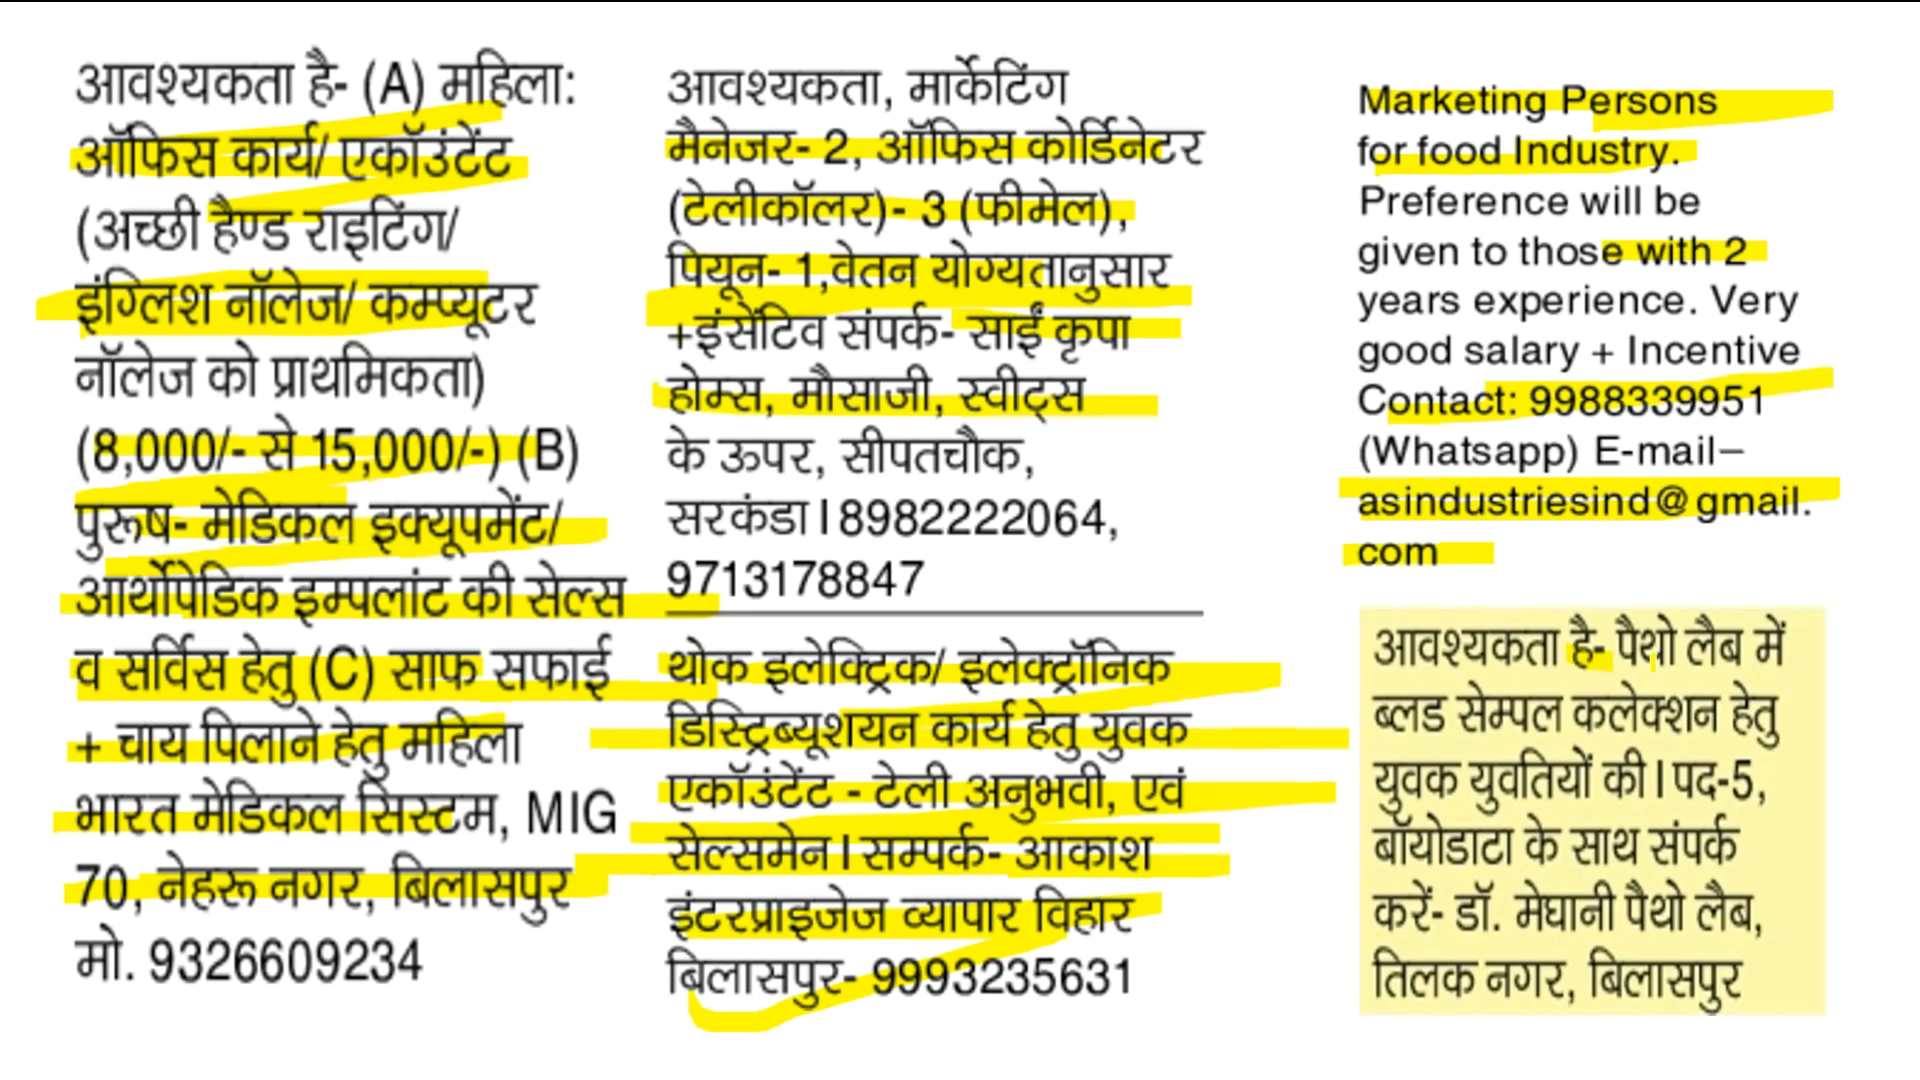 आवश्यकता है- (A) महिला:
ऑफिस कार्य/ एकॉउंटेंट
(अच्छी हैण्ड राइटिंग/
इंग्लिश नॉलेज/ कम्प्यूटर
नॉलेज को प्राथमिकता)
(8,000/- से 15,000/-) (B)
पुरूष- मेडिकल इक्यूपमेंट/
आर्थोपेडिक इम्पलांट की सेल्स
व सर्विस हेतु (C) साफ सफाई
+ चाय पिलाने हेतु महिला
भारत मेडिकल सिस्टम, MIG
70, नेहरू नगर, बिलासपुर
मो. 9326609234
आवश्यकता, मार्केटिंग
मैनेजर- 2, ऑफिस कोर्डिनेटर
(टेलीकॉलर)- 3 (फीमेल),
पियून- 1,वेतन योग्यतानुसार
+इंसेंटिव संपर्क- साईं कृपा
होम्स, मौसाजी, स्वीट्स
के ऊपर, सीपतचौक,
सरकंडा।8982222064,
9713178847
थोक इलेक्ट्रिक/ इलेक्ट्रॉनिक
डिस्ट्रिब्यूशयन कार्य हेतु युवक
एकॉउंटेंट - टेली अनुभवी, एवं
सेल्समेन। सम्पर्क- आकाश
इंटरप्राइजेज व्यापार विहार
बिलासपुर- 9993235631
Marketing Persons
for food Industry.
Preference will be
given to those with 2
years experience. Very
good salary + Incentive
Contact: 9988339951
(Whatsapp) E-mail–
asindustriesind@gmail.
com
आवश्यकता है- पैथो लैब में
ब्लड सेम्पल कलेक्शन हेतु
युवक युवतियों की। पद-5,
बॉयोडाटा के साथ संपर्क
करें- डॉ. मेघानी पैथो लैब,
तिलक नगर, बिलासपुर